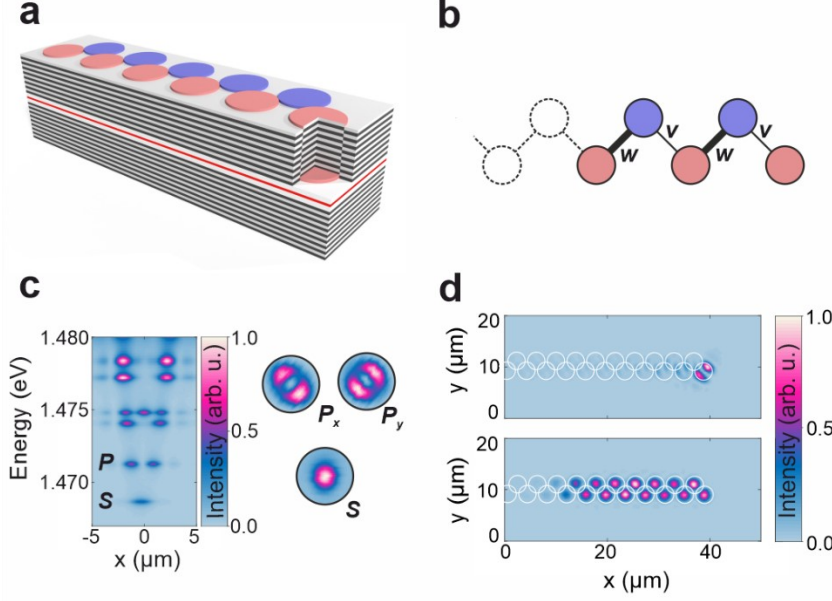 a
b
w
v
w
v
c
d
Energy (eV)
1.480
1.475
1.470
P
S
-5
0
5
x (μm)
Intensity (arb. u.)
1.0
0.5
0.0
Px
Py
S
y (μm)
20
10
0
y (μm)
20
10
0
0
20
40
x (μm)
Intensity (arb. u.)
1.0
0.5
0.0